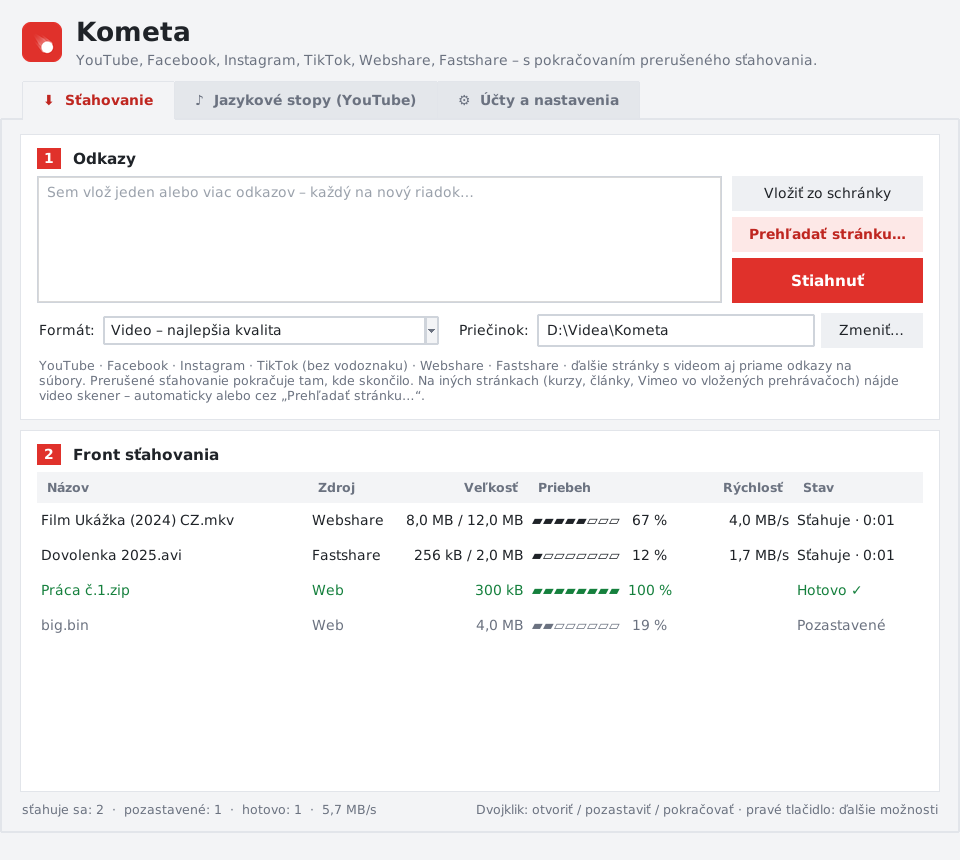 Kometa
YouTube, Facebook, Instagram, TikTok, Webshare, Fastshare – s pokračovaním prerušeného sťahovania.
⬇ Sťahovanie
♪ Jazykové stopy (YouTube)
⚙ Účty a nastavenia
1 Odkazy
Sem vlož jeden alebo viac odkazov – každý na nový riadok…
Vložiť zo schránky
Prehľadať stránku…
Stiahnuť
Formát: Video – najlepšia kvalita Priečinok: D:\Videa\Kometa Zmeniť…
YouTube · Facebook · Instagram · TikTok (bez vodoznaku) · Webshare · Fastshare · ďalšie stránky s videom aj priame odkazy na
súbory. Prerušené sťahovanie pokračuje tam, kde skončilo. Na iných stránkach (kurzy, články, Vimeo vo vložených prehrávačoch) nájde
video skener – automaticky alebo cez „Prehľadať stránku…“.
2 Front sťahovania
Názov Zdroj Veľkosť Priebeh Rýchlosť Stav
Film Ukážka (2024) CZ.mkv Webshare 8,0 MB / 12,0 MB ▰▰▰▰▰▱▱▱ 67 % 4,0 MB/s Sťahuje · 0:01
Dovolenka 2025.avi Fastshare 256 kB / 2,0 MB ▰▱▱▱▱▱▱▱ 12 % 1,7 MB/s Sťahuje · 0:01
Práca č.1.zip Web 300 kB ▰▰▰▰▰▰▰▰ 100 % Hotovo ✓
big.bin Web 4,0 MB ▰▰▱▱▱▱▱▱ 19 % Pozastavené
sťahuje sa: 2 · pozastavené: 1 · hotovo: 1 · 5,7 MB/s
Dvojklik: otvoriť / pozastaviť / pokračovať · pravé tlačidlo: ďalšie možnosti